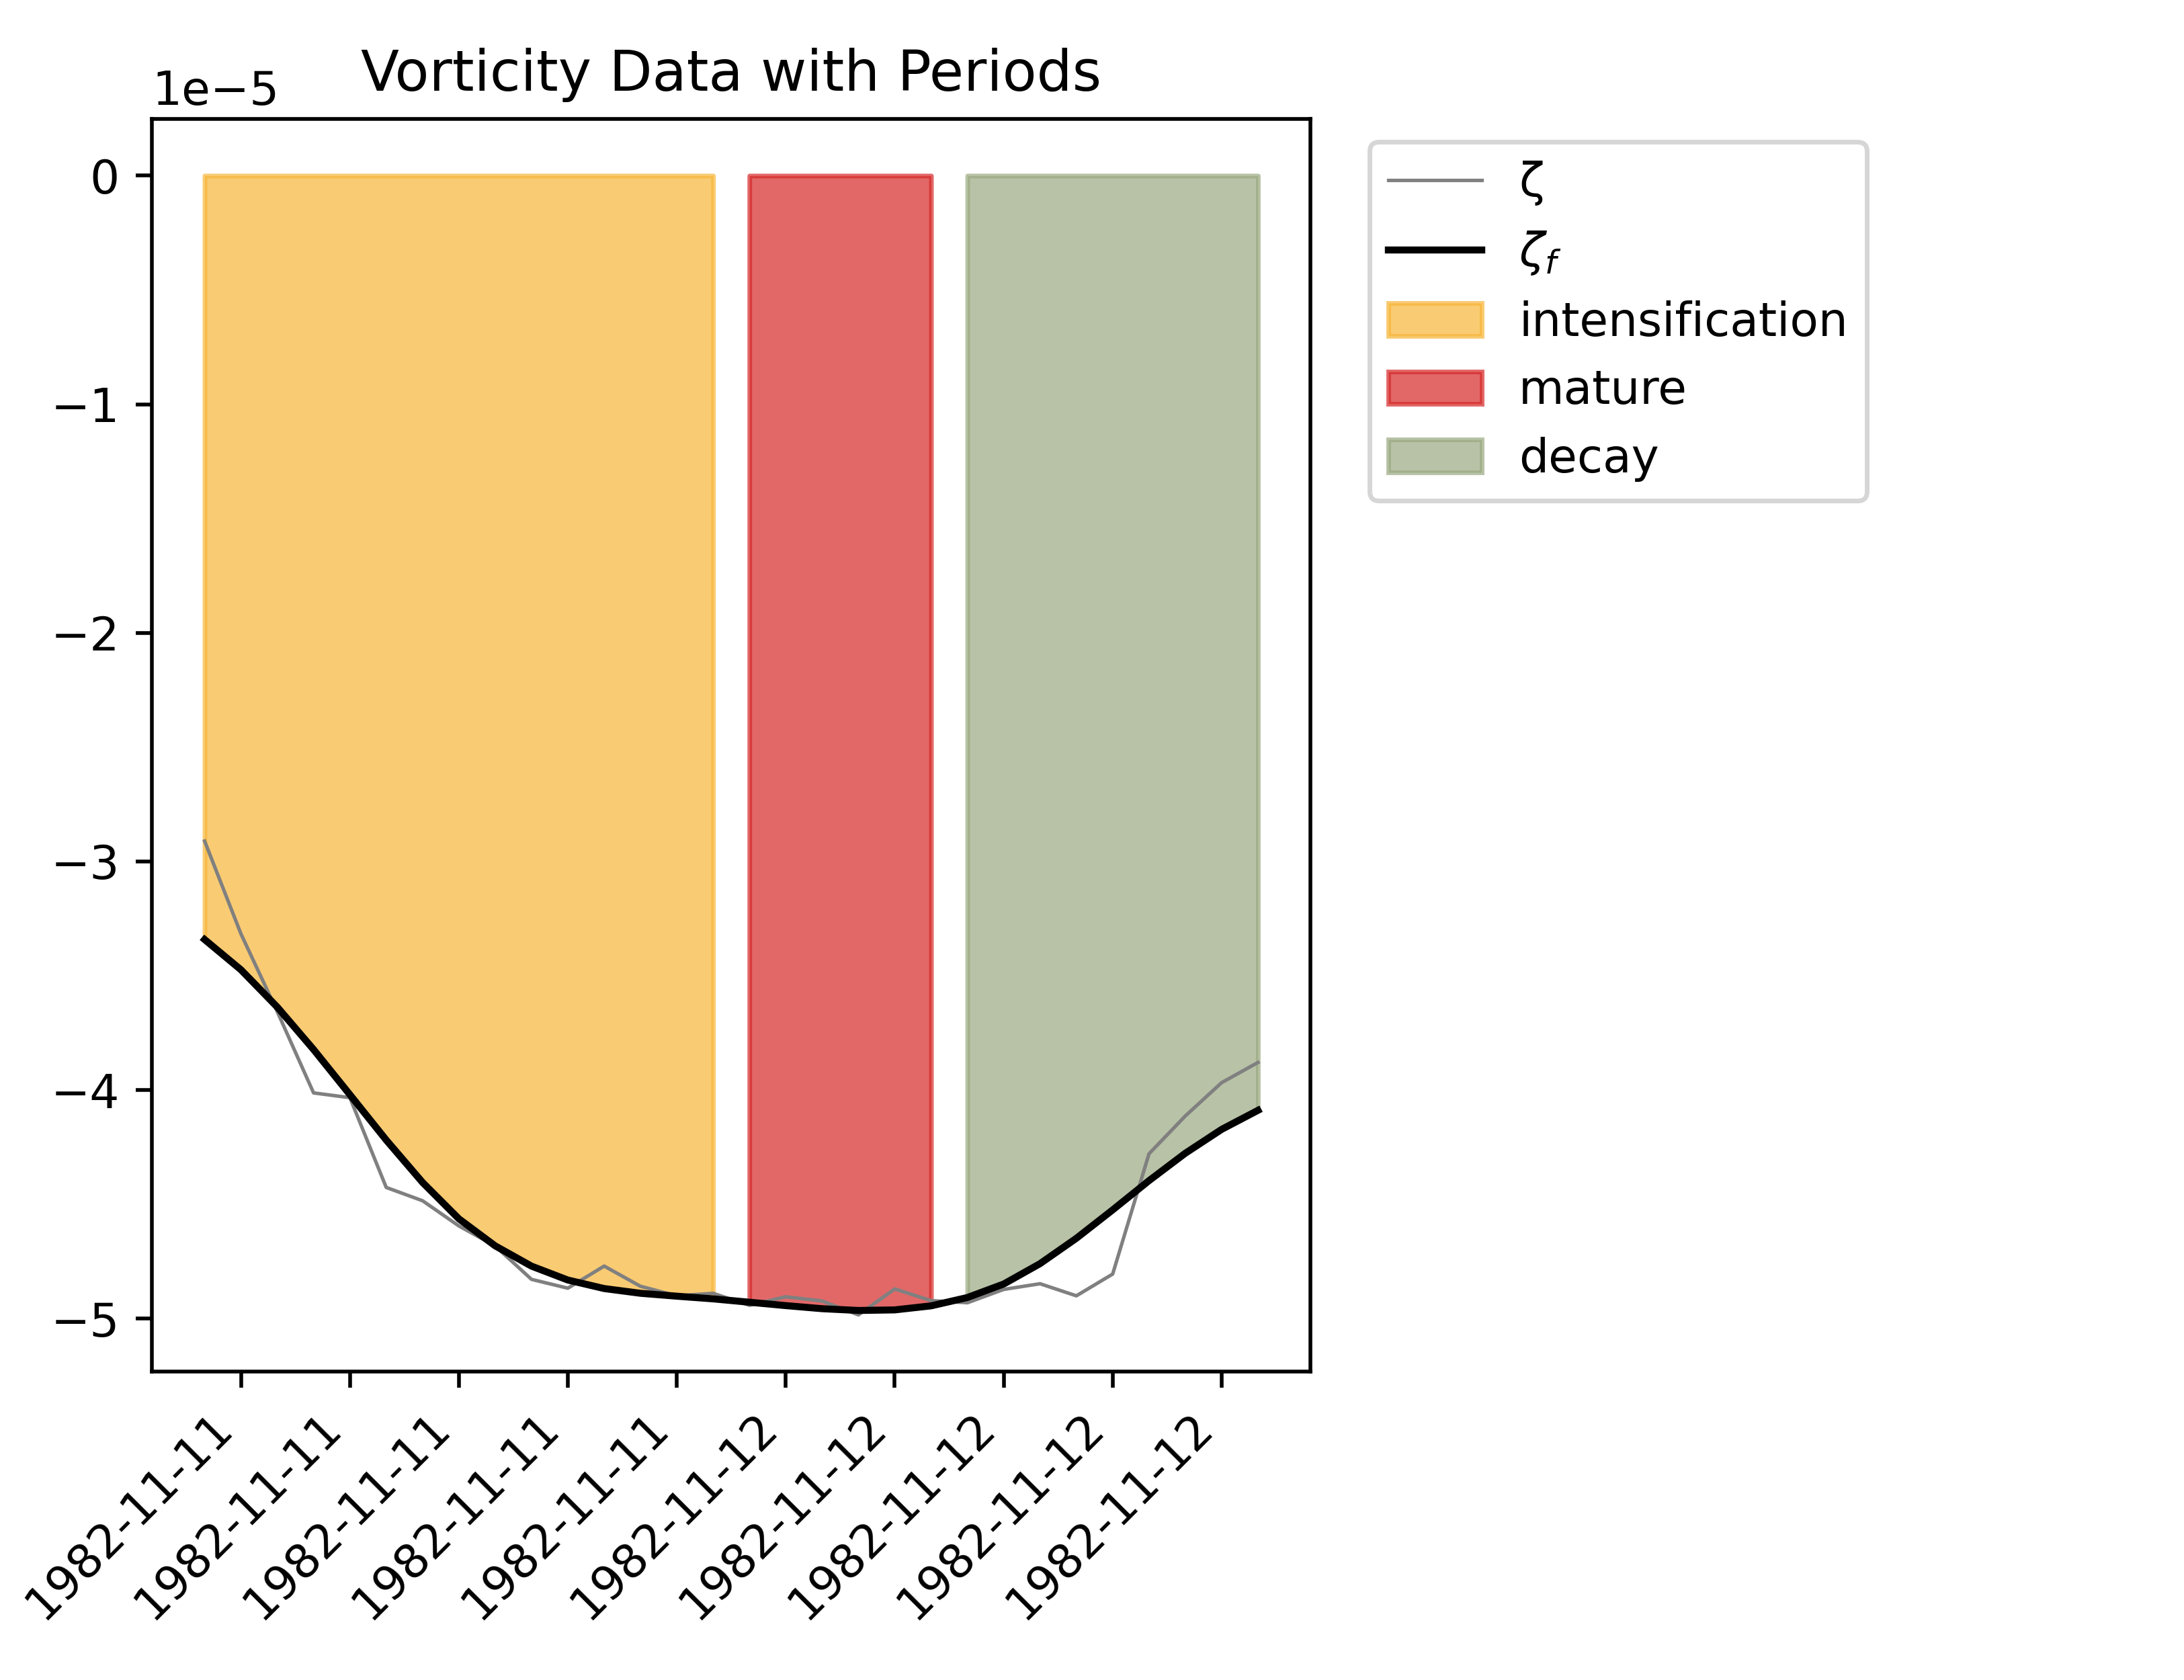 Vorticity Data with Periods
1e−5
0
−1
−2
−3
−4
−5
1982-11-11
1982-11-11
1982-11-11
1982-11-11
1982-11-11
1982-11-12
1982-11-12
1982-11-12
1982-11-12
1982-11-12
ζ
ζf
intensification
mature
decay